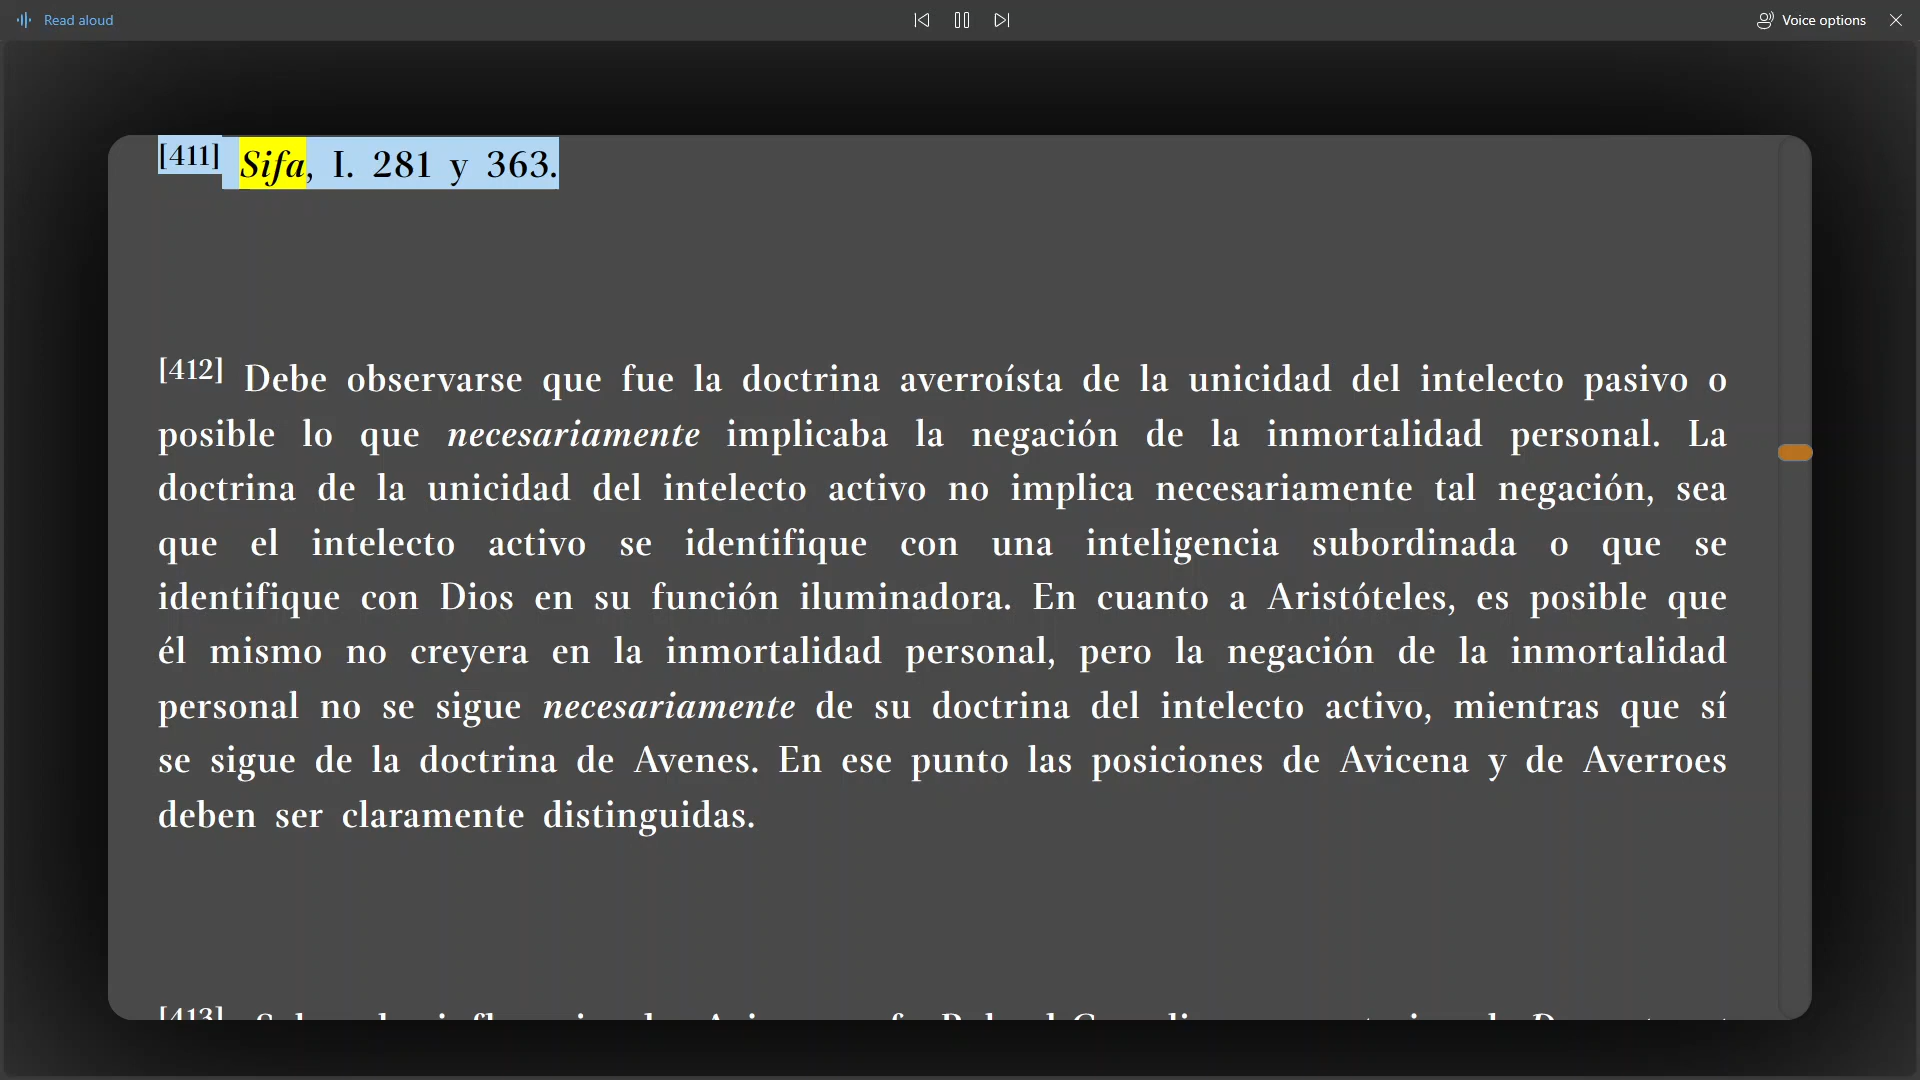 Read aloud
Voice options
[411] Sifa, I. 281 y 363.
[412] Debe observarse que fue la doctrina averroísta de la unicidad del intelecto pasivo o
posible lo que necesariamente implicaba la negación de la inmortalidad personal. La
doctrina de la unicidad del intelecto activo no implica necesariamente tal negación, sea
que el intelecto activo se identifique con una inteligencia subordinada o que se
identifique con Dios en su función iluminadora. En cuanto a Aristóteles, es posible que
él mismo no creyera en la inmortalidad personal, pero la negación de la inmortalidad
personal no se sigue necesariamente de su doctrina del intelecto activo, mientras que sí
se sigue de la doctrina de Avenes. En ese punto las posiciones de Avicena y de Averroes
deben ser claramente distinguidas.
[413]